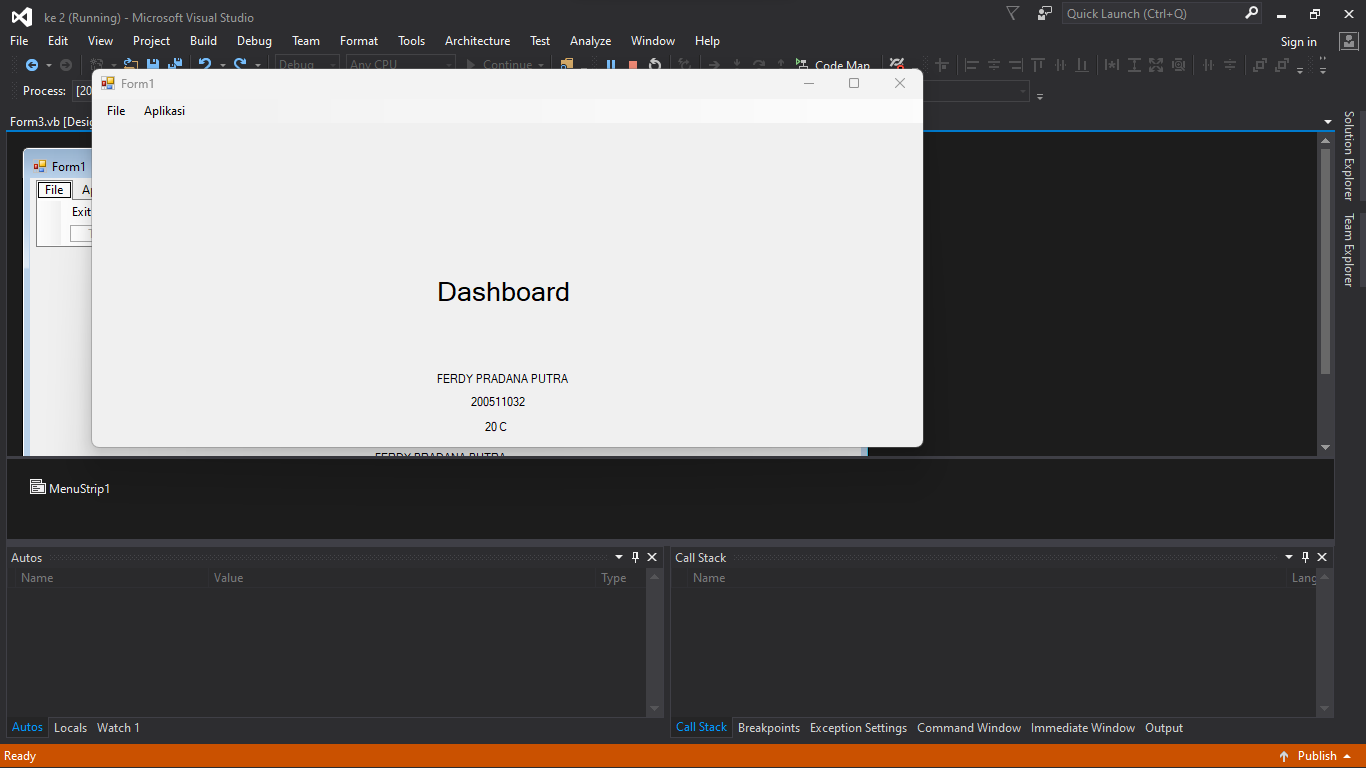 ke 2 (Running) - Microsoft Visual Studio
Quick Launch (Ctrl+Q)
File Edit View Project Build Debug Team Format Tools Architecture Test Analyze Window Help
Sign in
Debug Any CPU Continue Code Map
Process: [20
Form3.vb [Desig
Form1
File Aplikasi
Form1
File Ap
Exit
Dashboard
FERDY PRADANA PUTRA
200511032
20 C
FERDY PRADANA PUTRA
MenuStrip1
Solution Explorer
Team Explorer
Autos
Name Value Type
Autos Locals Watch 1
Call Stack
Name Lang
Call Stack Breakpoints Exception Settings Command Window Immediate Window Output
Ready
Publish